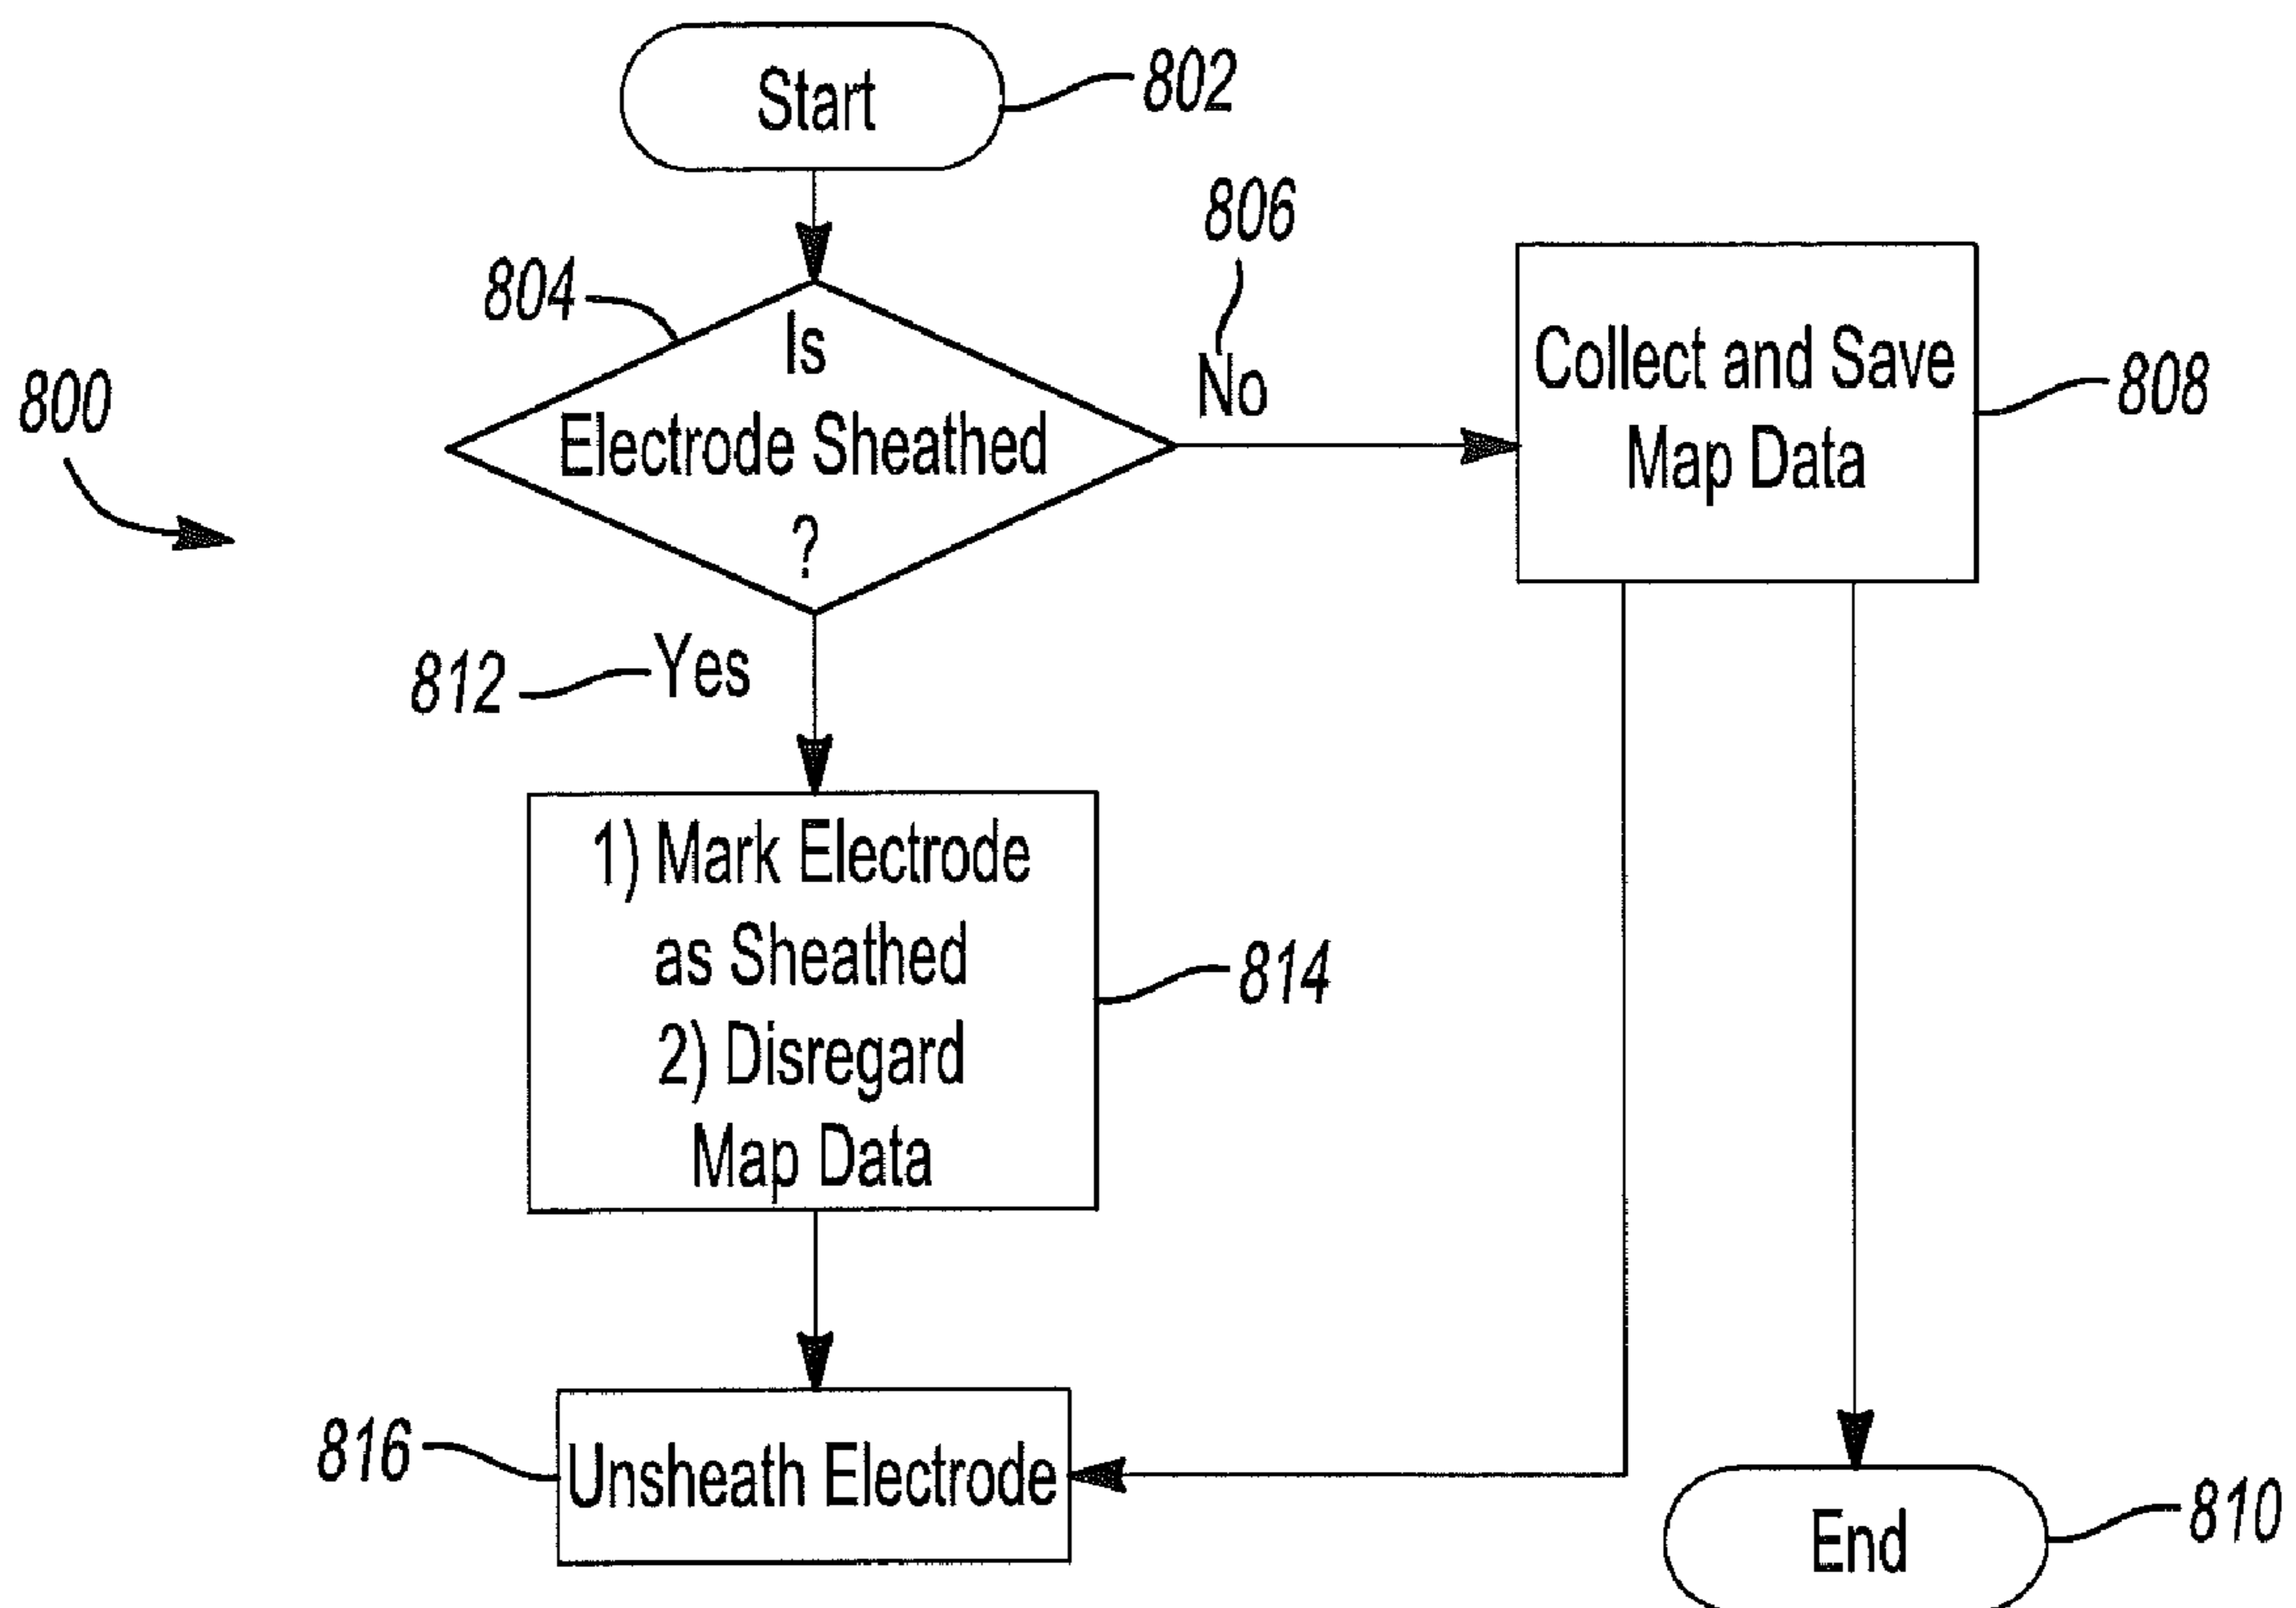 Start
802
806
804
Is
Electrode Sheathed
?
No
Collect and Save
Map Data
808
800
812
Yes
1) Mark Electrode
as Sheathed
2) Disregard
Map Data
814
816
Unsheath Electrode
End
810